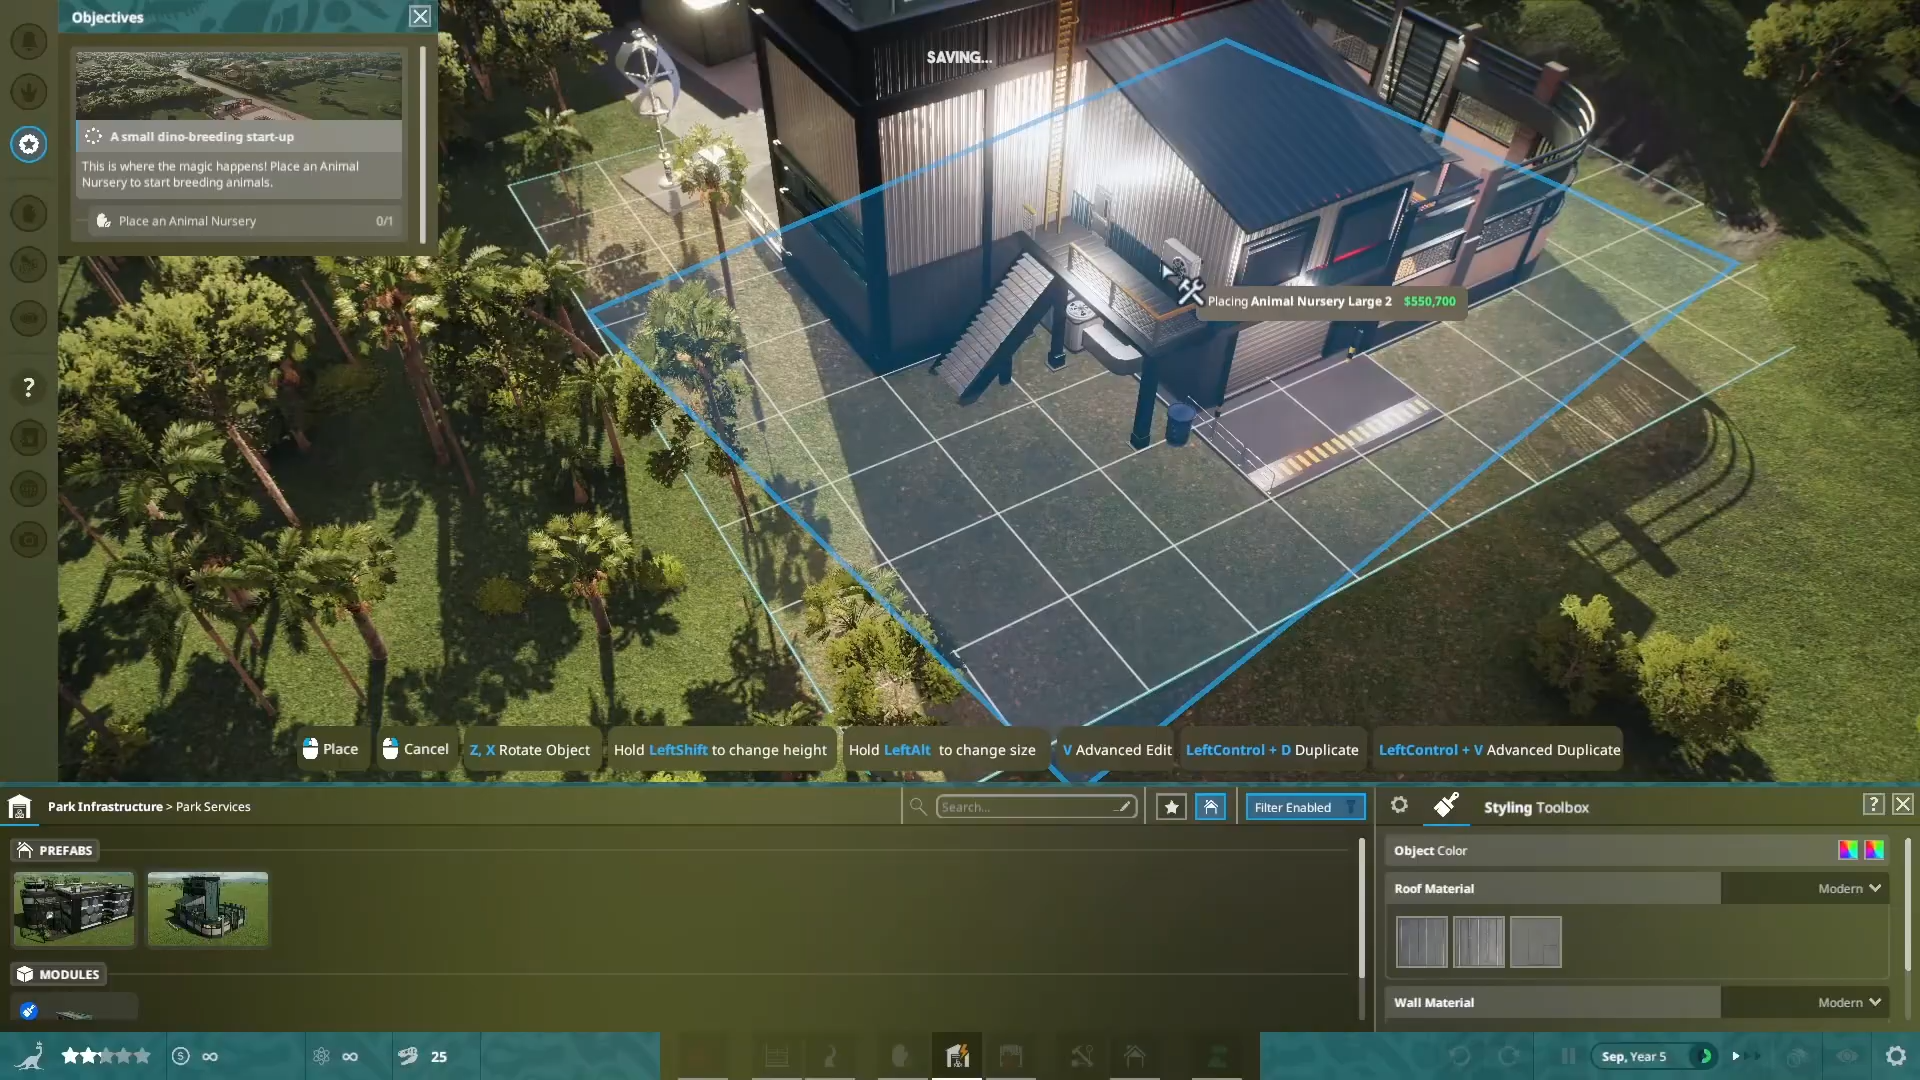 Objectives
SAVING...
A small dino-breeding start-up
This is where the magic happens! Place an Animal
Nursery to start breeding animals.
Place an Animal Nursery 0/1
?
Placing Animal Nursery Large 2 $550,700
Place
Cancel
Z, X Rotate Object
Hold LeftShift to change height
Hold LeftAlt to change size
V Advanced Edit
LeftControl + D Duplicate
LeftControl + V Advanced Duplicate
Park Infrastructure > Park Services
Search...
Filter Enabled
Styling Toolbox
?
PREFABS
Object Color
Roof Material Modern
MODULES
Wall Material Modern
∞
∞
25
Sep, Year 5